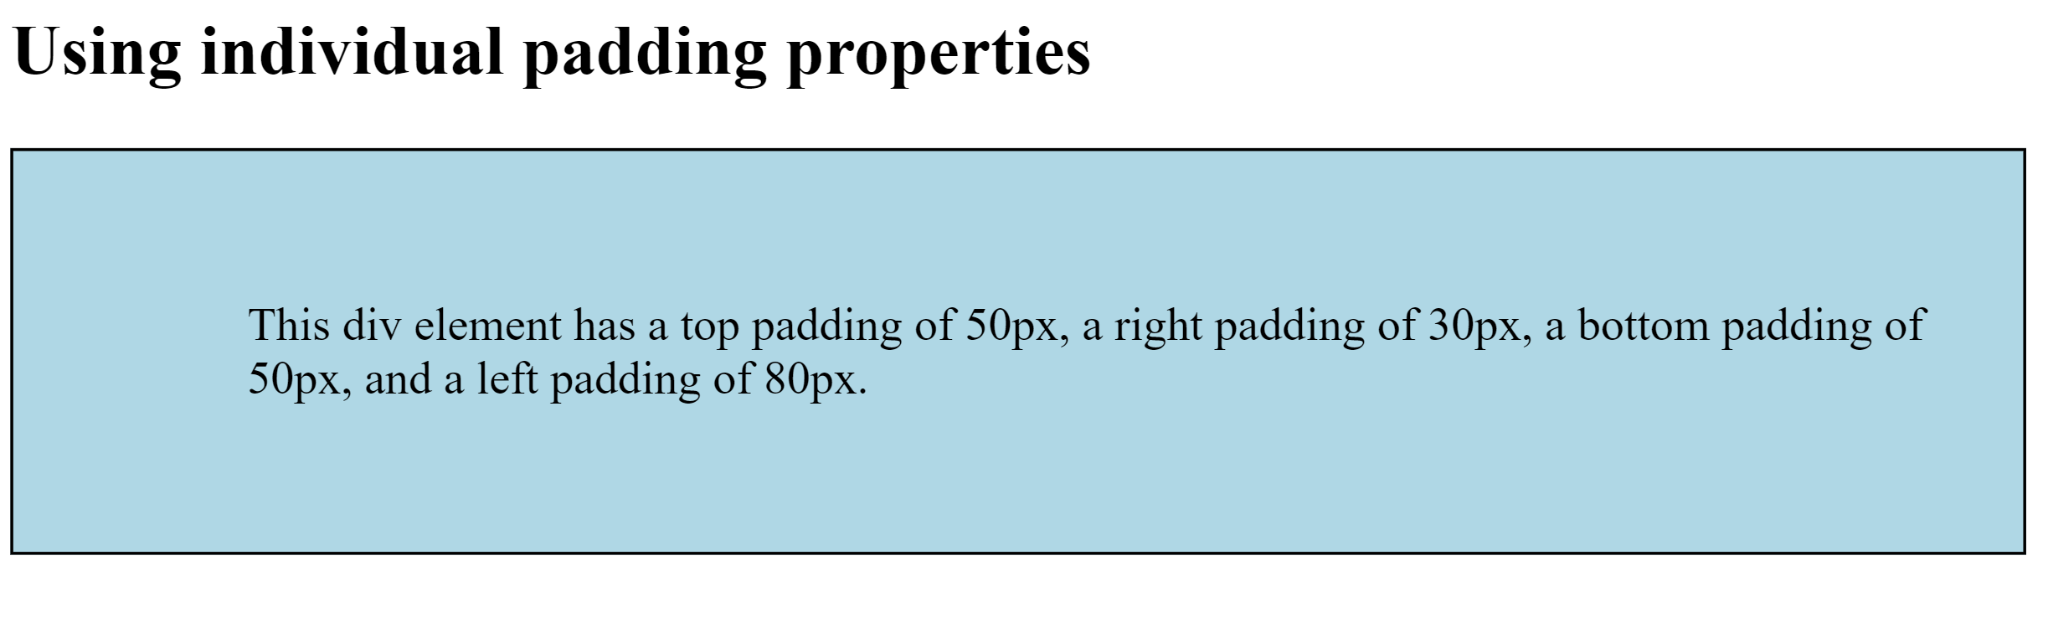 Using individual padding properties
This div element has a top padding of 50px, a right padding of 30px, a bottom padding of
50px, and a left padding of 80px.